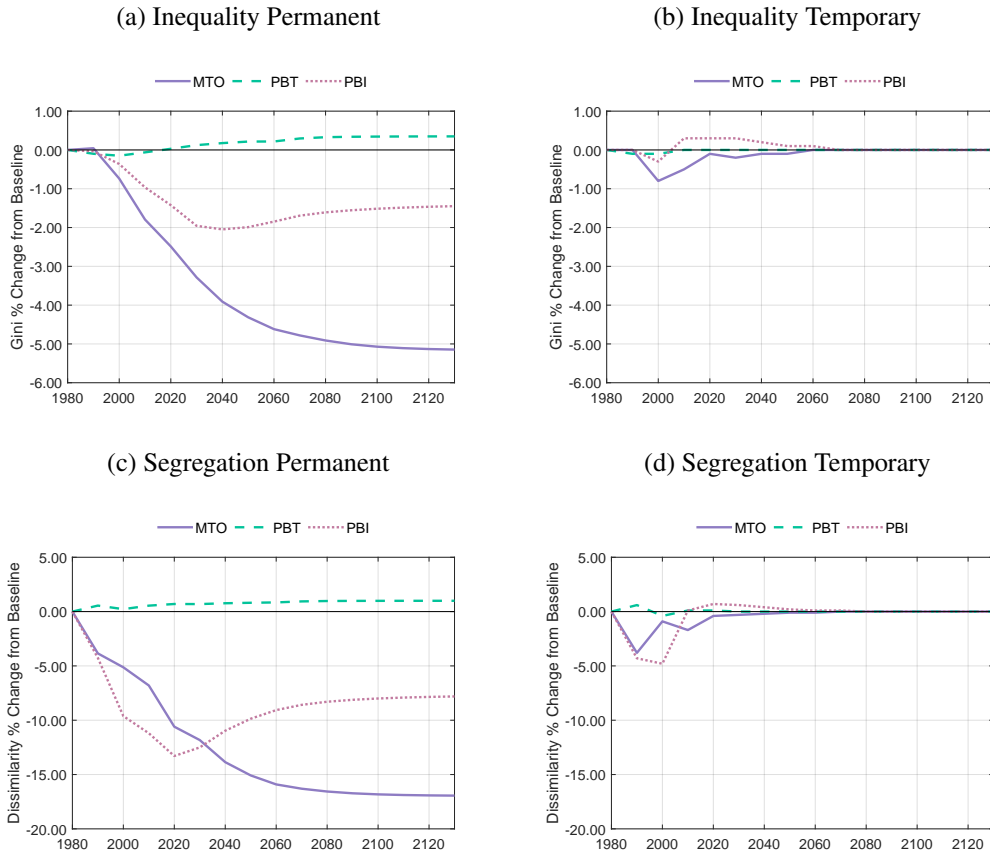 (a) Inequality Permanent
MTO PBT PBI
1.00
0.00
-1.00
-2.00
-3.00
-4.00
-5.00
-6.00
Gini % Change from Baseline
1980 2000 2020 2040 2060 2080 2100 2120
(b) Inequality Temporary
MTO PBT PBI
1.00
0.00
-1.00
-2.00
-3.00
-4.00
-5.00
-6.00
Gini % Change from Baseline
1980 2000 2020 2040 2060 2080 2100 2120
(c) Segregation Permanent
MTO PBT PBI
5.00
0.00
-5.00
-10.00
-15.00
-20.00
Dissimilarity % Change from Baseline
1980 2000 2020 2040 2060 2080 2100 2120
(d) Segregation Temporary
MTO PBT PBI
5.00
0.00
-5.00
-10.00
-15.00
-20.00
Dissimilarity % Change from Baseline
1980 2000 2020 2040 2060 2080 2100 2120